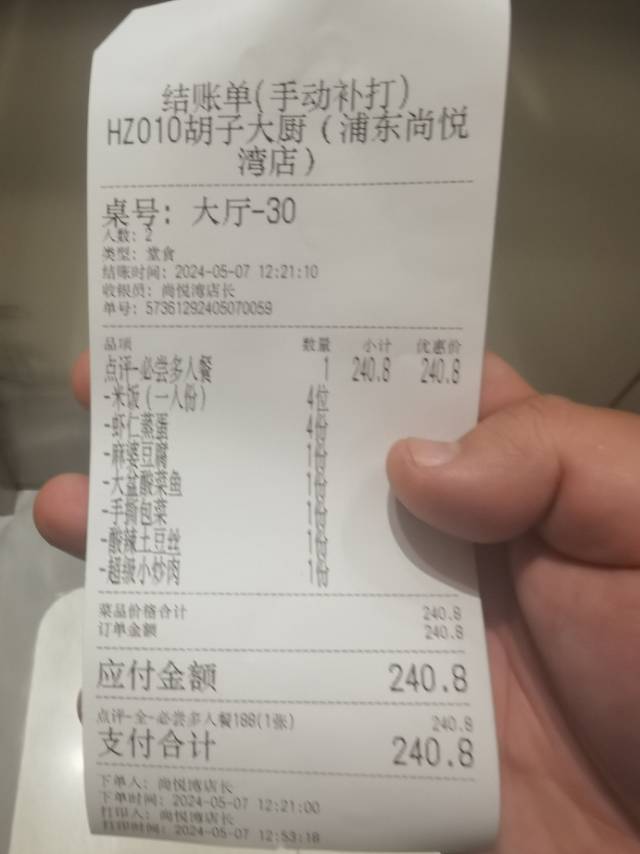 结账单(手动补打)
HZ010胡子大厨(浦东尚悦
湾店)
桌号: 大厅-30
人数: 2
类型: 堂食
结账时间: 2024-05-07 12:21:10
收银员: 尚悦湾店长
单号: 57361292405070059
品项 数量 小计 优惠价
点评-必尝多人餐 1 240.8 240.8
-米饭(一人份) 4位
-虾仁蒸蛋 4份
-麻婆豆腐 1份
-大盆酸菜鱼 1份
-手撕包菜 1份
-酸辣土豆丝 1份
-超级小炒肉 1份
菜品价格合计 240.8
订单金额 240.8
应付金额 240.8
点评-全-必尝多人餐188(1张) 240.8
支付合计 240.8
下单人: 尚悦湾店长
下单时间: 2024-05-07 12:21:00
打印人: 尚悦湾店长
打印时间: 2024-05-07 12:53:18